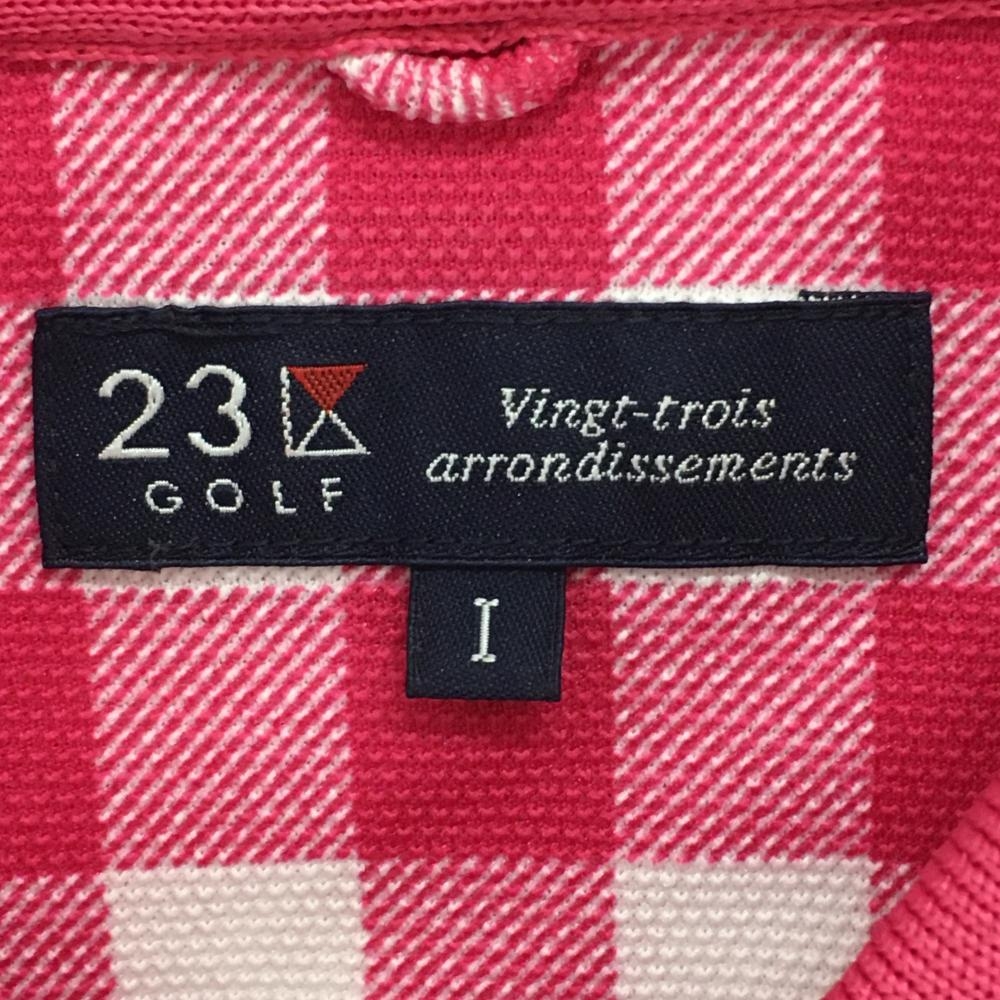 23
GOLF
Vingt-trois
arrondissements
I